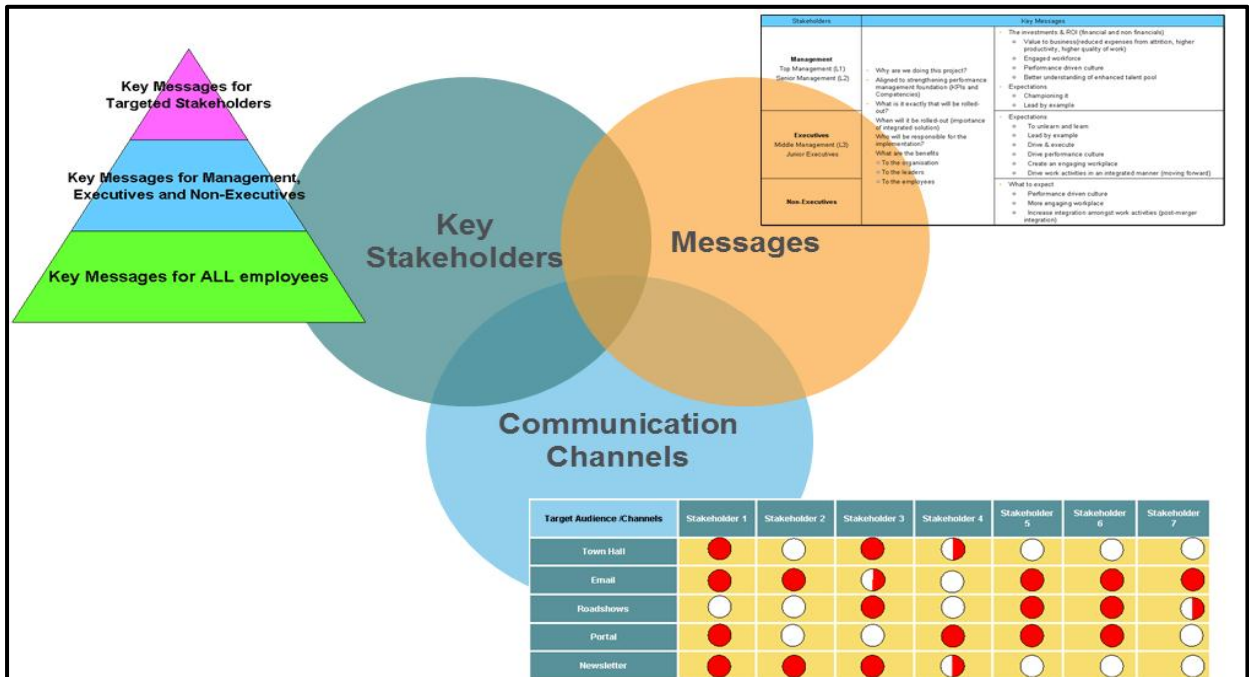 Key Messages for
Targeted Stakeholders
Key Messages for Management,
Executives and Non-Executives
Key Messages for ALL employees
Key
Stakeholders
Messages
Communication
Channels
Stakeholders
Key Messages
Management
Top Management (L1)
Senior Management (L2)
Executives
Middle Management (L3)
Junior Executives
Non-Executives
- Why are we doing this project?
- Aligned to strengthening performance
management foundation (KPIs and
Competencies)
- What is it exactly that will be rolled-
out?
When will it be rolled-out (importance
of integrated solution)
Who will be responsible for the
implementation?
What are the benefits
To the organisation
To the leaders
To the employees
- The investments & ROI (financial and non financials)
Value to business(reduced expenses from attrition, higher
productivity, higher quality of work)
Engaged workforce
Performance driven culture
Better understanding of enhanced talent pool
- Expectations
Championing it
Lead by example
- Expectations
To unlearn and learn
Lead by example
Drive & execute
Drive performance culture
Create an engaging workplace
Drive work activities in an integrated manner (moving forward)
- What to expect
Performance driven culture
More engaging workplace
Increase integration amongst work activities (post-merger
integration)
Target Audience /Channels
Stakeholder 1
Stakeholder 2
Stakeholder 3
Stakeholder 4
Stakeholder
5
Stakeholder
6
Stakeholder
7
Town Hall
Email
Roadshows
Portal
Newsletter